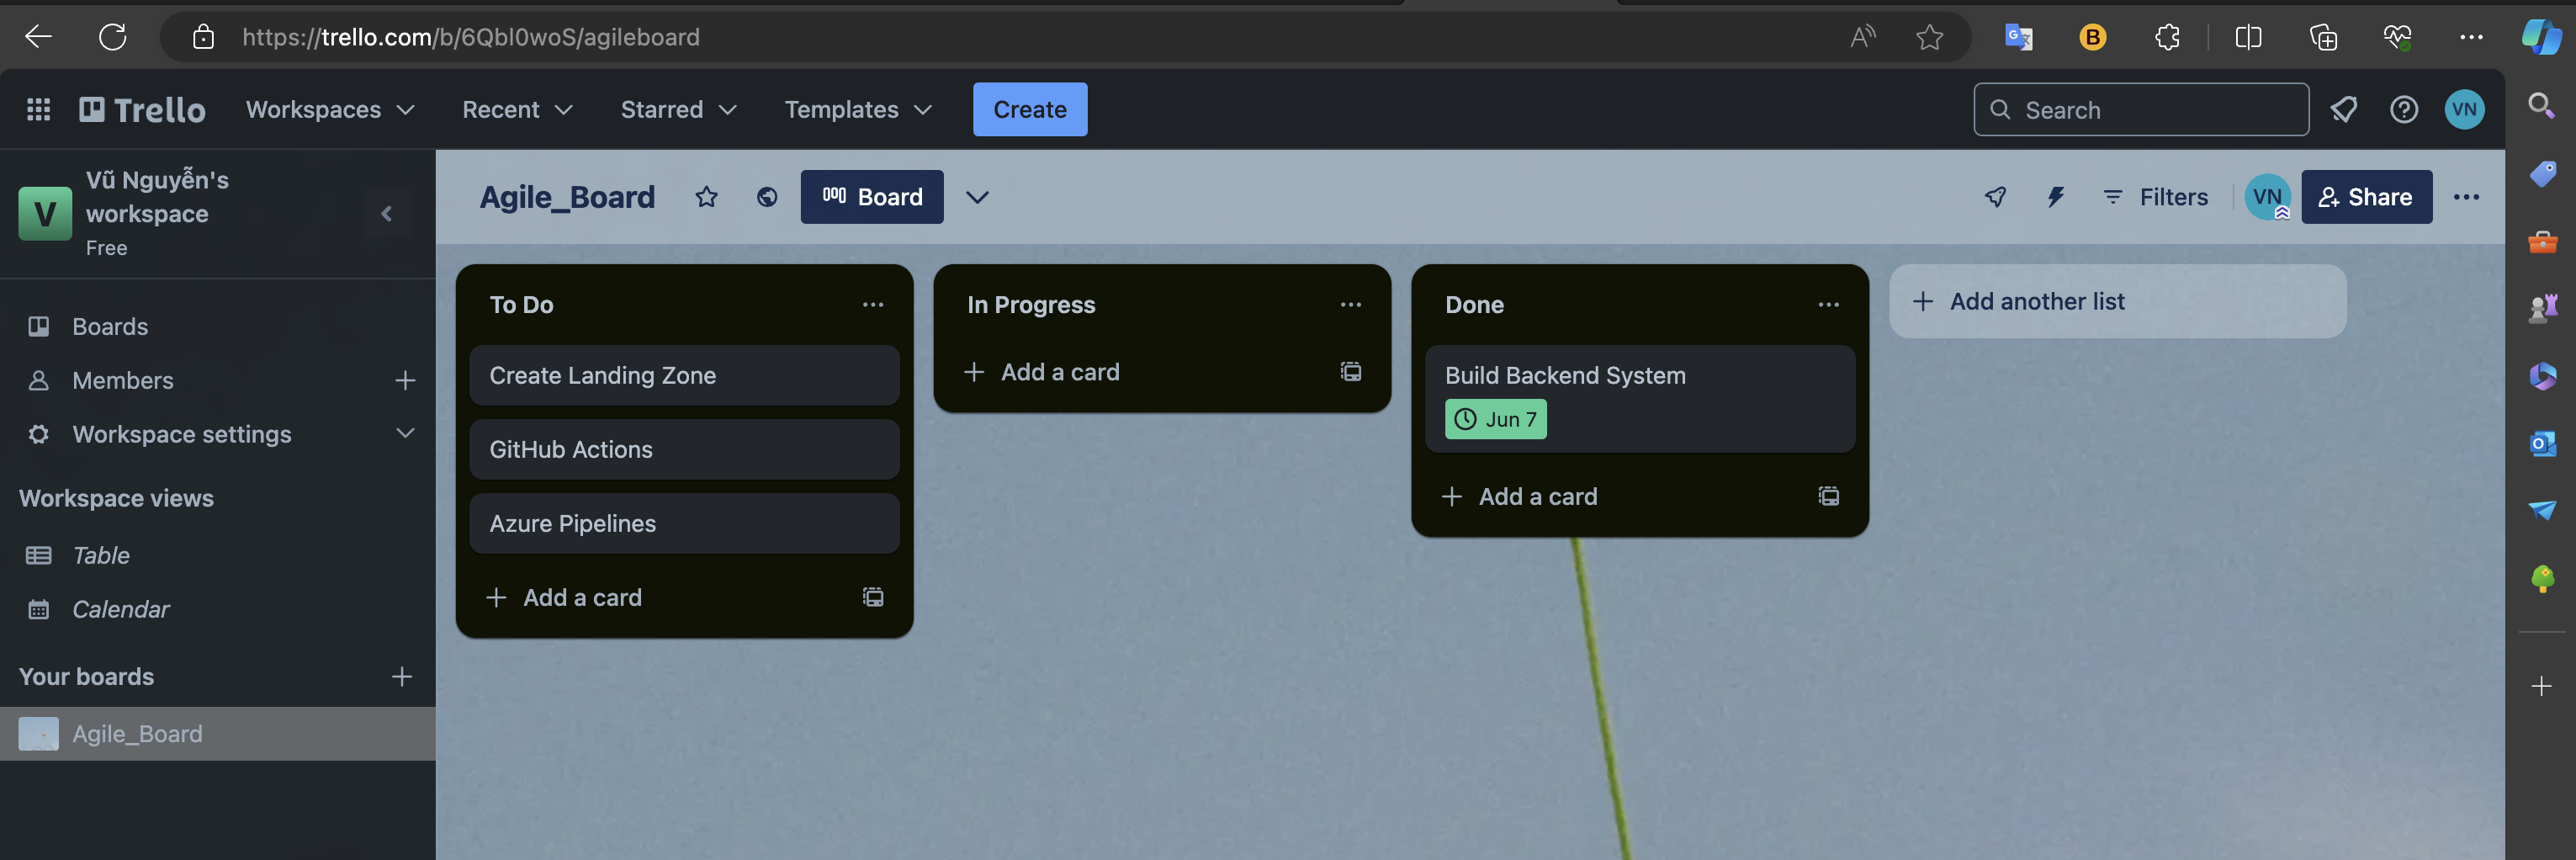 https://trello.com/b/6Qbl0woS/agileboard
Trello
Workspaces
Recent
Starred
Templates
Create
Search
VN
V
Vũ Nguyễn's
workspace
Free
Agile_Board
Board
Filters
VN
Share
Boards
Members
Workspace settings
Workspace views
Table
Calendar
Your boards
Agile_Board
To Do
Create Landing Zone
GitHub Actions
Azure Pipelines
Add a card
In Progress
Add a card
Done
Build Backend System
Jun 7
Add a card
Add another list